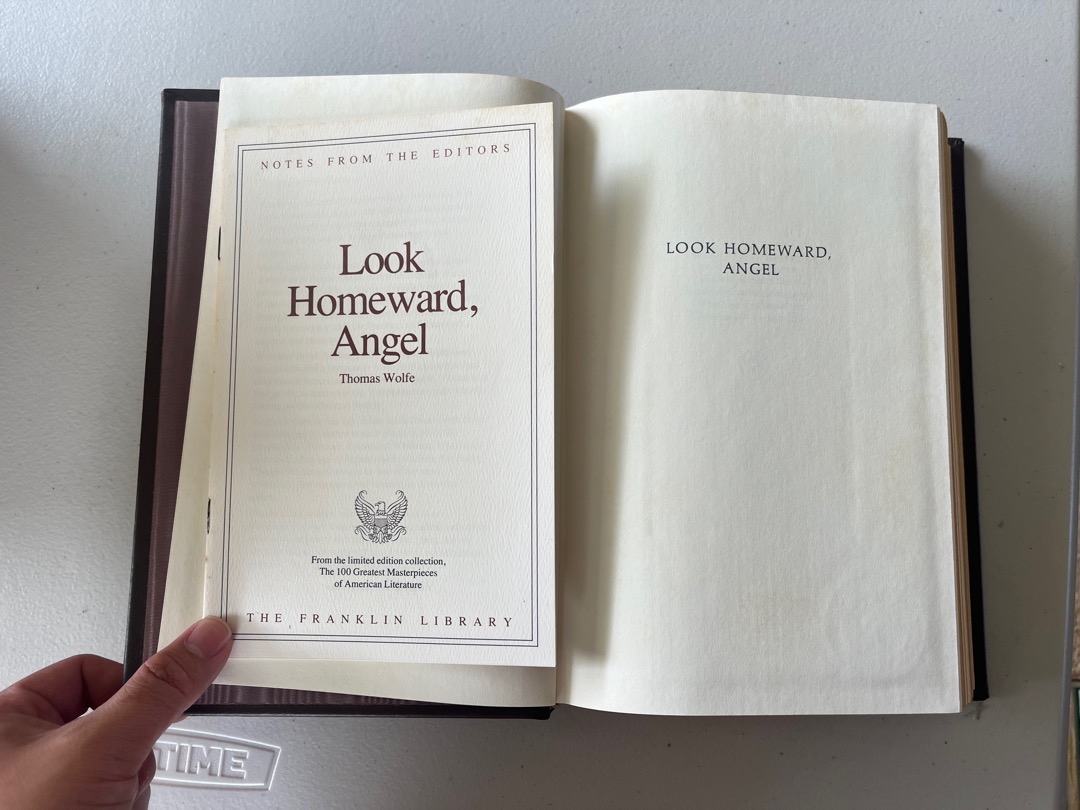 NOTES FROM THE EDITORS
Look
Homeward,
Angel
Thomas Wolfe
From the limited edition collection,
The 100 Greatest Masterpieces
of American Literature
THE FRANKLIN LIBRARY
LOOK HOMEWARD,
ANGEL
TIME